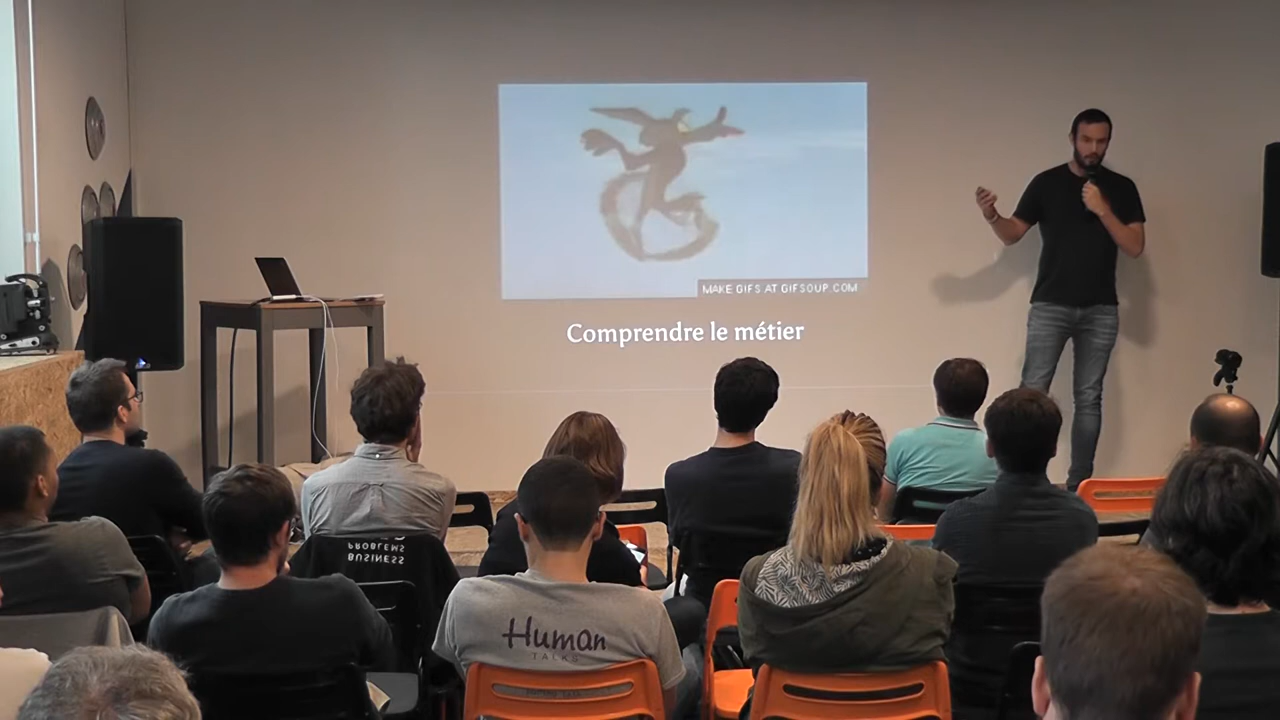 MAKE GIFS AT GIFSOUP.COM
Comprendre le métier
BUSINESS
PROBLEMS
Human
TALKS